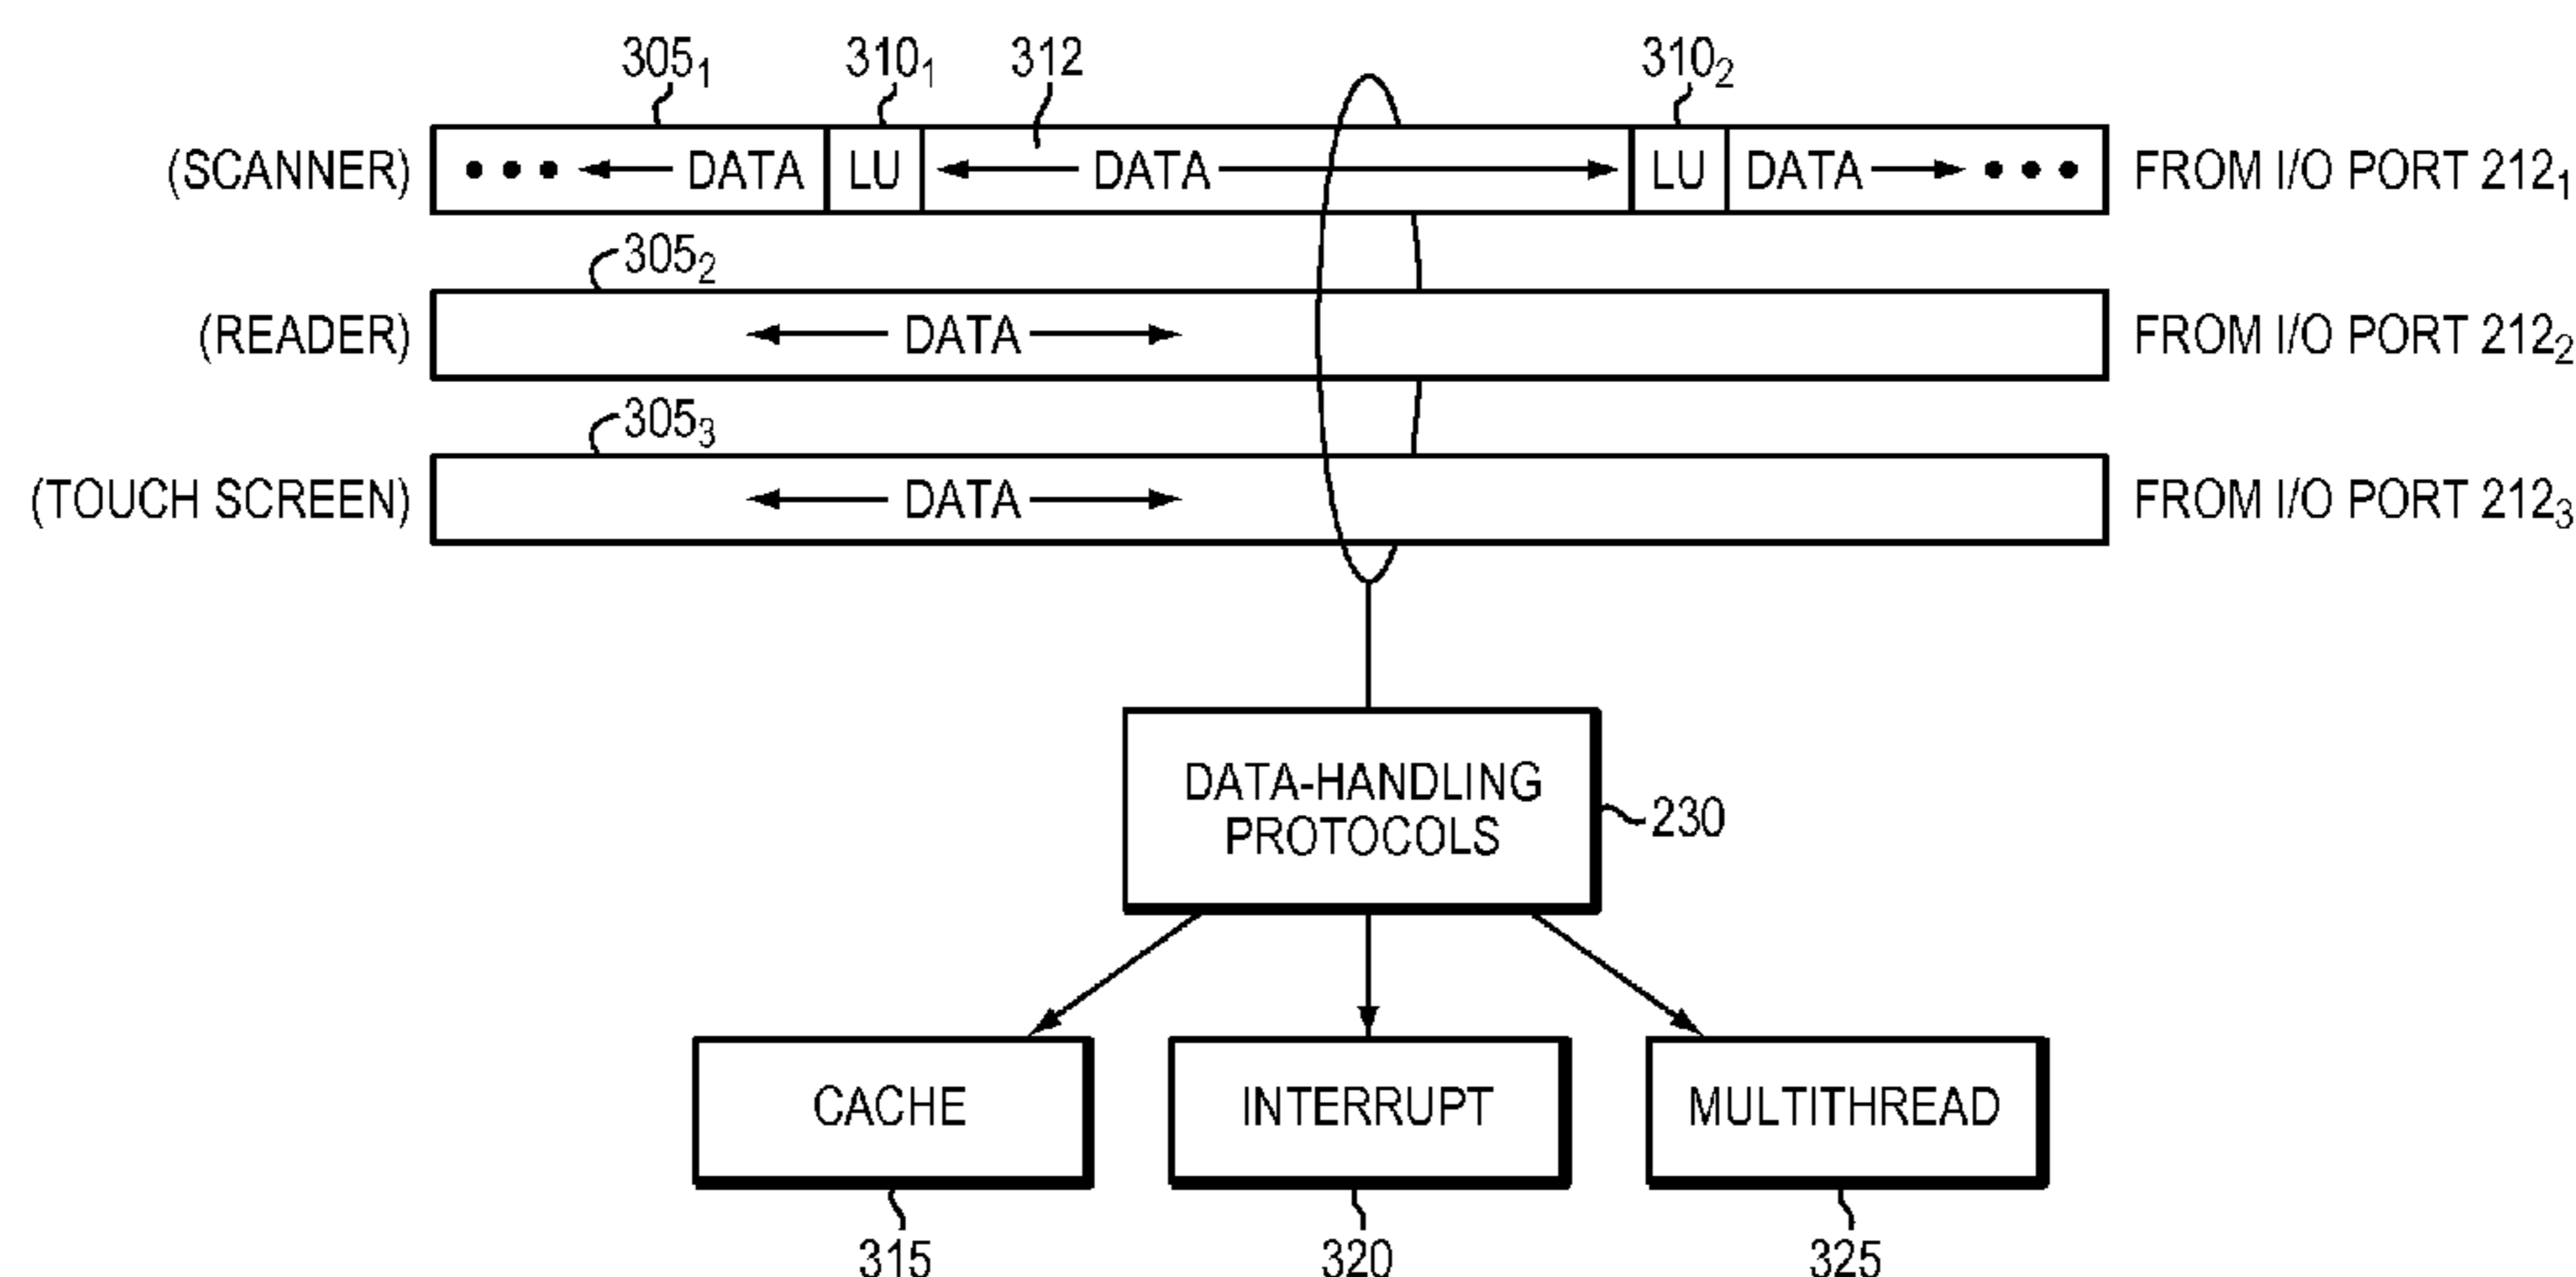 305₁ 310₁ 312 310₂
(SCANNER) ••• DATA LU DATA LU DATA ••• FROM I/O PORT 212₁
305₂
(READER) DATA FROM I/O PORT 212₂
305₃
(TOUCH SCREEN) DATA FROM I/O PORT 212₃
DATA-HANDLING
PROTOCOLS
230
CACHE INTERRUPT MULTITHREAD
315 320 325